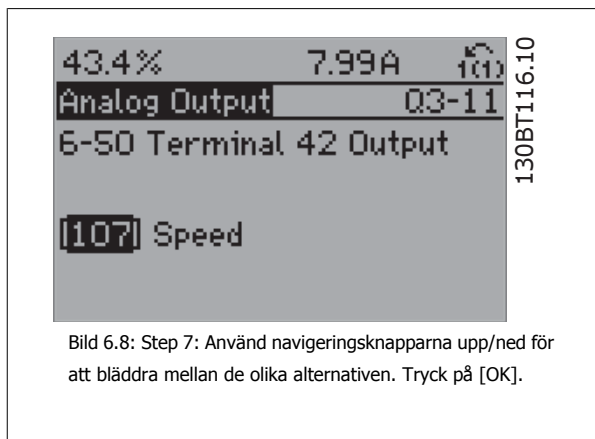 43.4% 7.99A 1(1)
Analog Output Q3-11
6-50 Terminal 42 Output
[107] Speed
130BT116.10
Bild 6.8: Step 7: Använd navigeringsknapparna upp/ned för
att bläddra mellan de olika alternativen. Tryck på [OK].